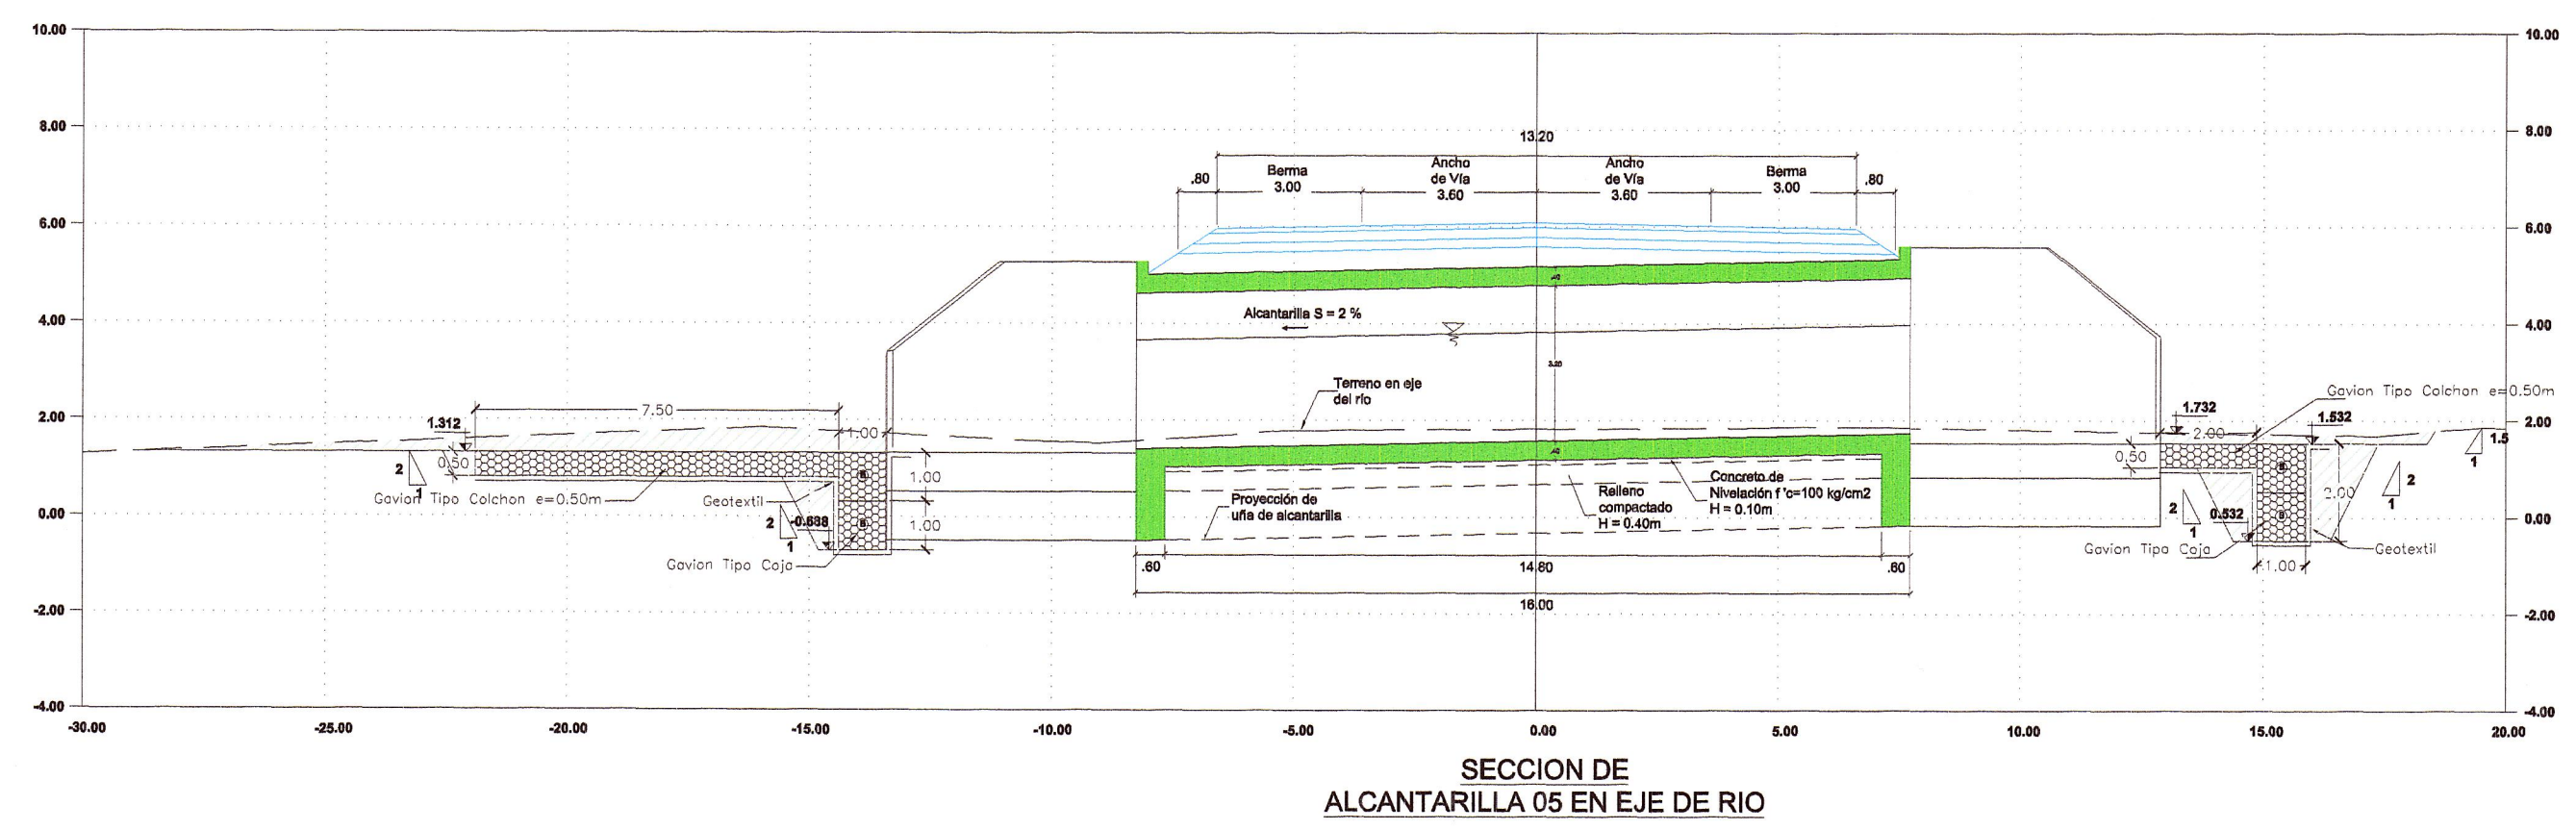 10.00
10.00
8.00
8.00
13.20
.80
Berma
3.00
Ancho
de Vía
3.60
Ancho
de Vía
3.60
Berma
3.00
.80
6.00
6.00
4.00
4.00
Alcantarilla S = 2 %
3.20
Terreno en eje
del río
Gavion Tipo Colchon e=0.50m
2.00
2.00
7.50
1.312
1.00
1.732
1.532
2.00
1.5
1
0.50
2
1
Gavion Tipo Colchon e=0.50m
Geotextil
1.00
1.00
2
1
-0.688
Gavion Tipo Caja
Proyección de
uña de alcantarilla
Relleno
compactado
H = 0.40m
Concreto de
Nivelación f 'c=100 kg/cm2
H = 0.10m
0.50
2
1
0.532
2.00
2
1
Gavion Tipo Caja
Geotextil
1.00
0.00
0.00
.60
14.80
.60
16.00
-2.00
-2.00
-4.00
-4.00
-30.00
-25.00
-20.00
-15.00
-10.00
-5.00
0.00
5.00
10.00
15.00
20.00
SECCION DE
ALCANTARILLA 05 EN EJE DE RIO